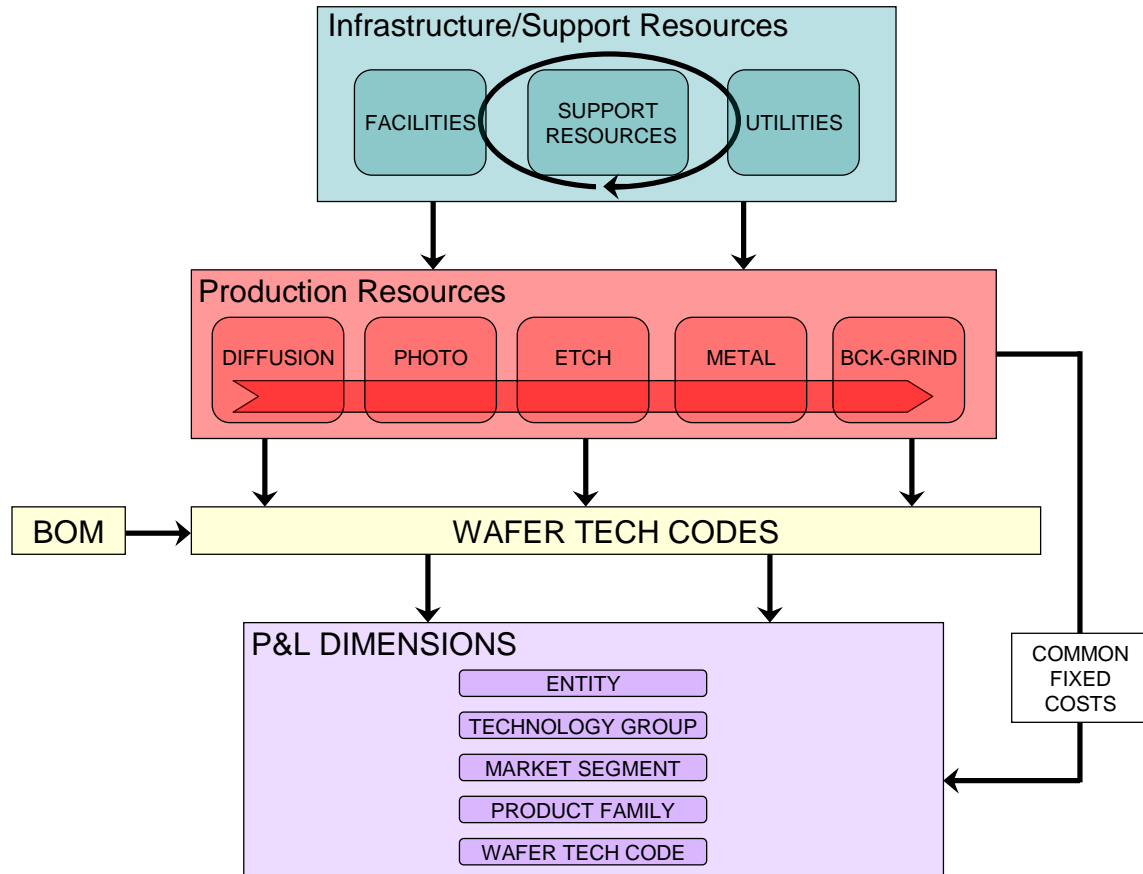 Infrastructure/Support Resources
FACILITIES
SUPPORT
RESOURCES
UTILITIES
Production Resources
DIFFUSION
PHOTO
ETCH
METAL
BCK-GRIND
BOM
WAFER TECH CODES
P&L DIMENSIONS
ENTITY
TECHNOLOGY GROUP
MARKET SEGMENT
PRODUCT FAMILY
WAFER TECH CODE
COMMON
FIXED
COSTS